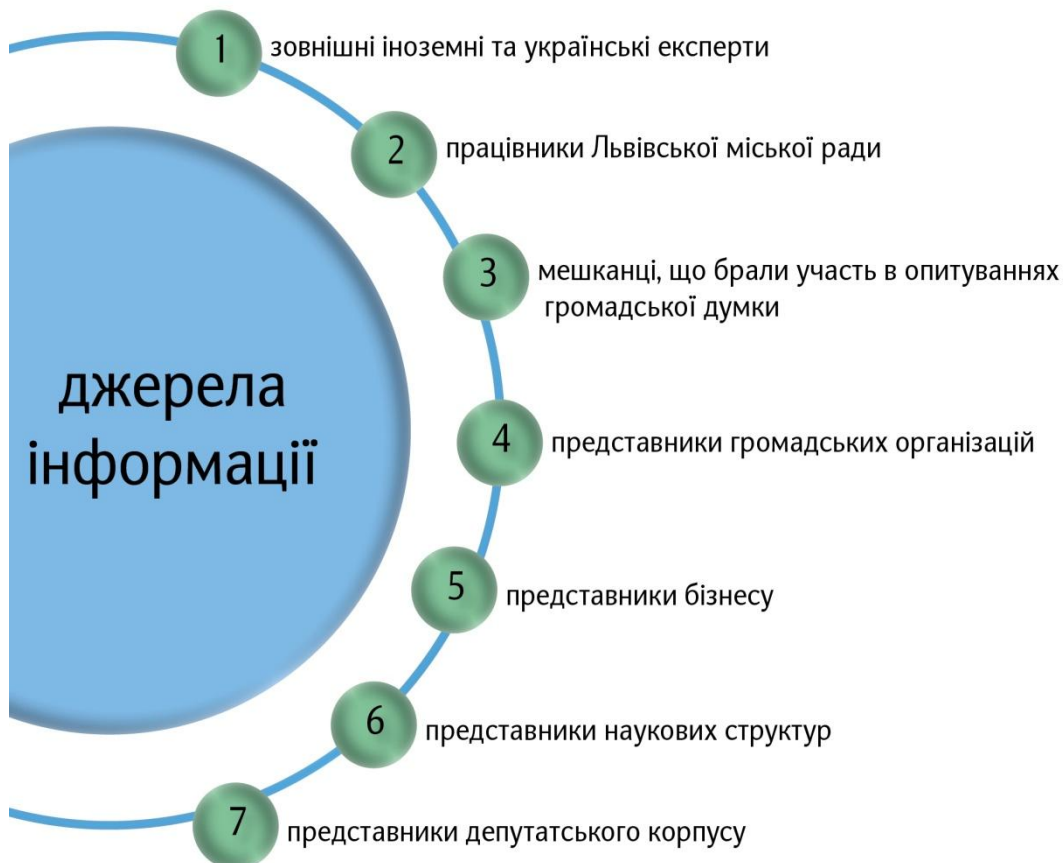 1 зовнішні іноземні та українські експерти
2 працівники Львівської міської ради
3 мешканці, що брали участь в опитуваннях
громадської думки
джерела
інформації
4 представники громадських організацій
5 представники бізнесу
6 представники наукових структур
7 представники депутатського корпусу